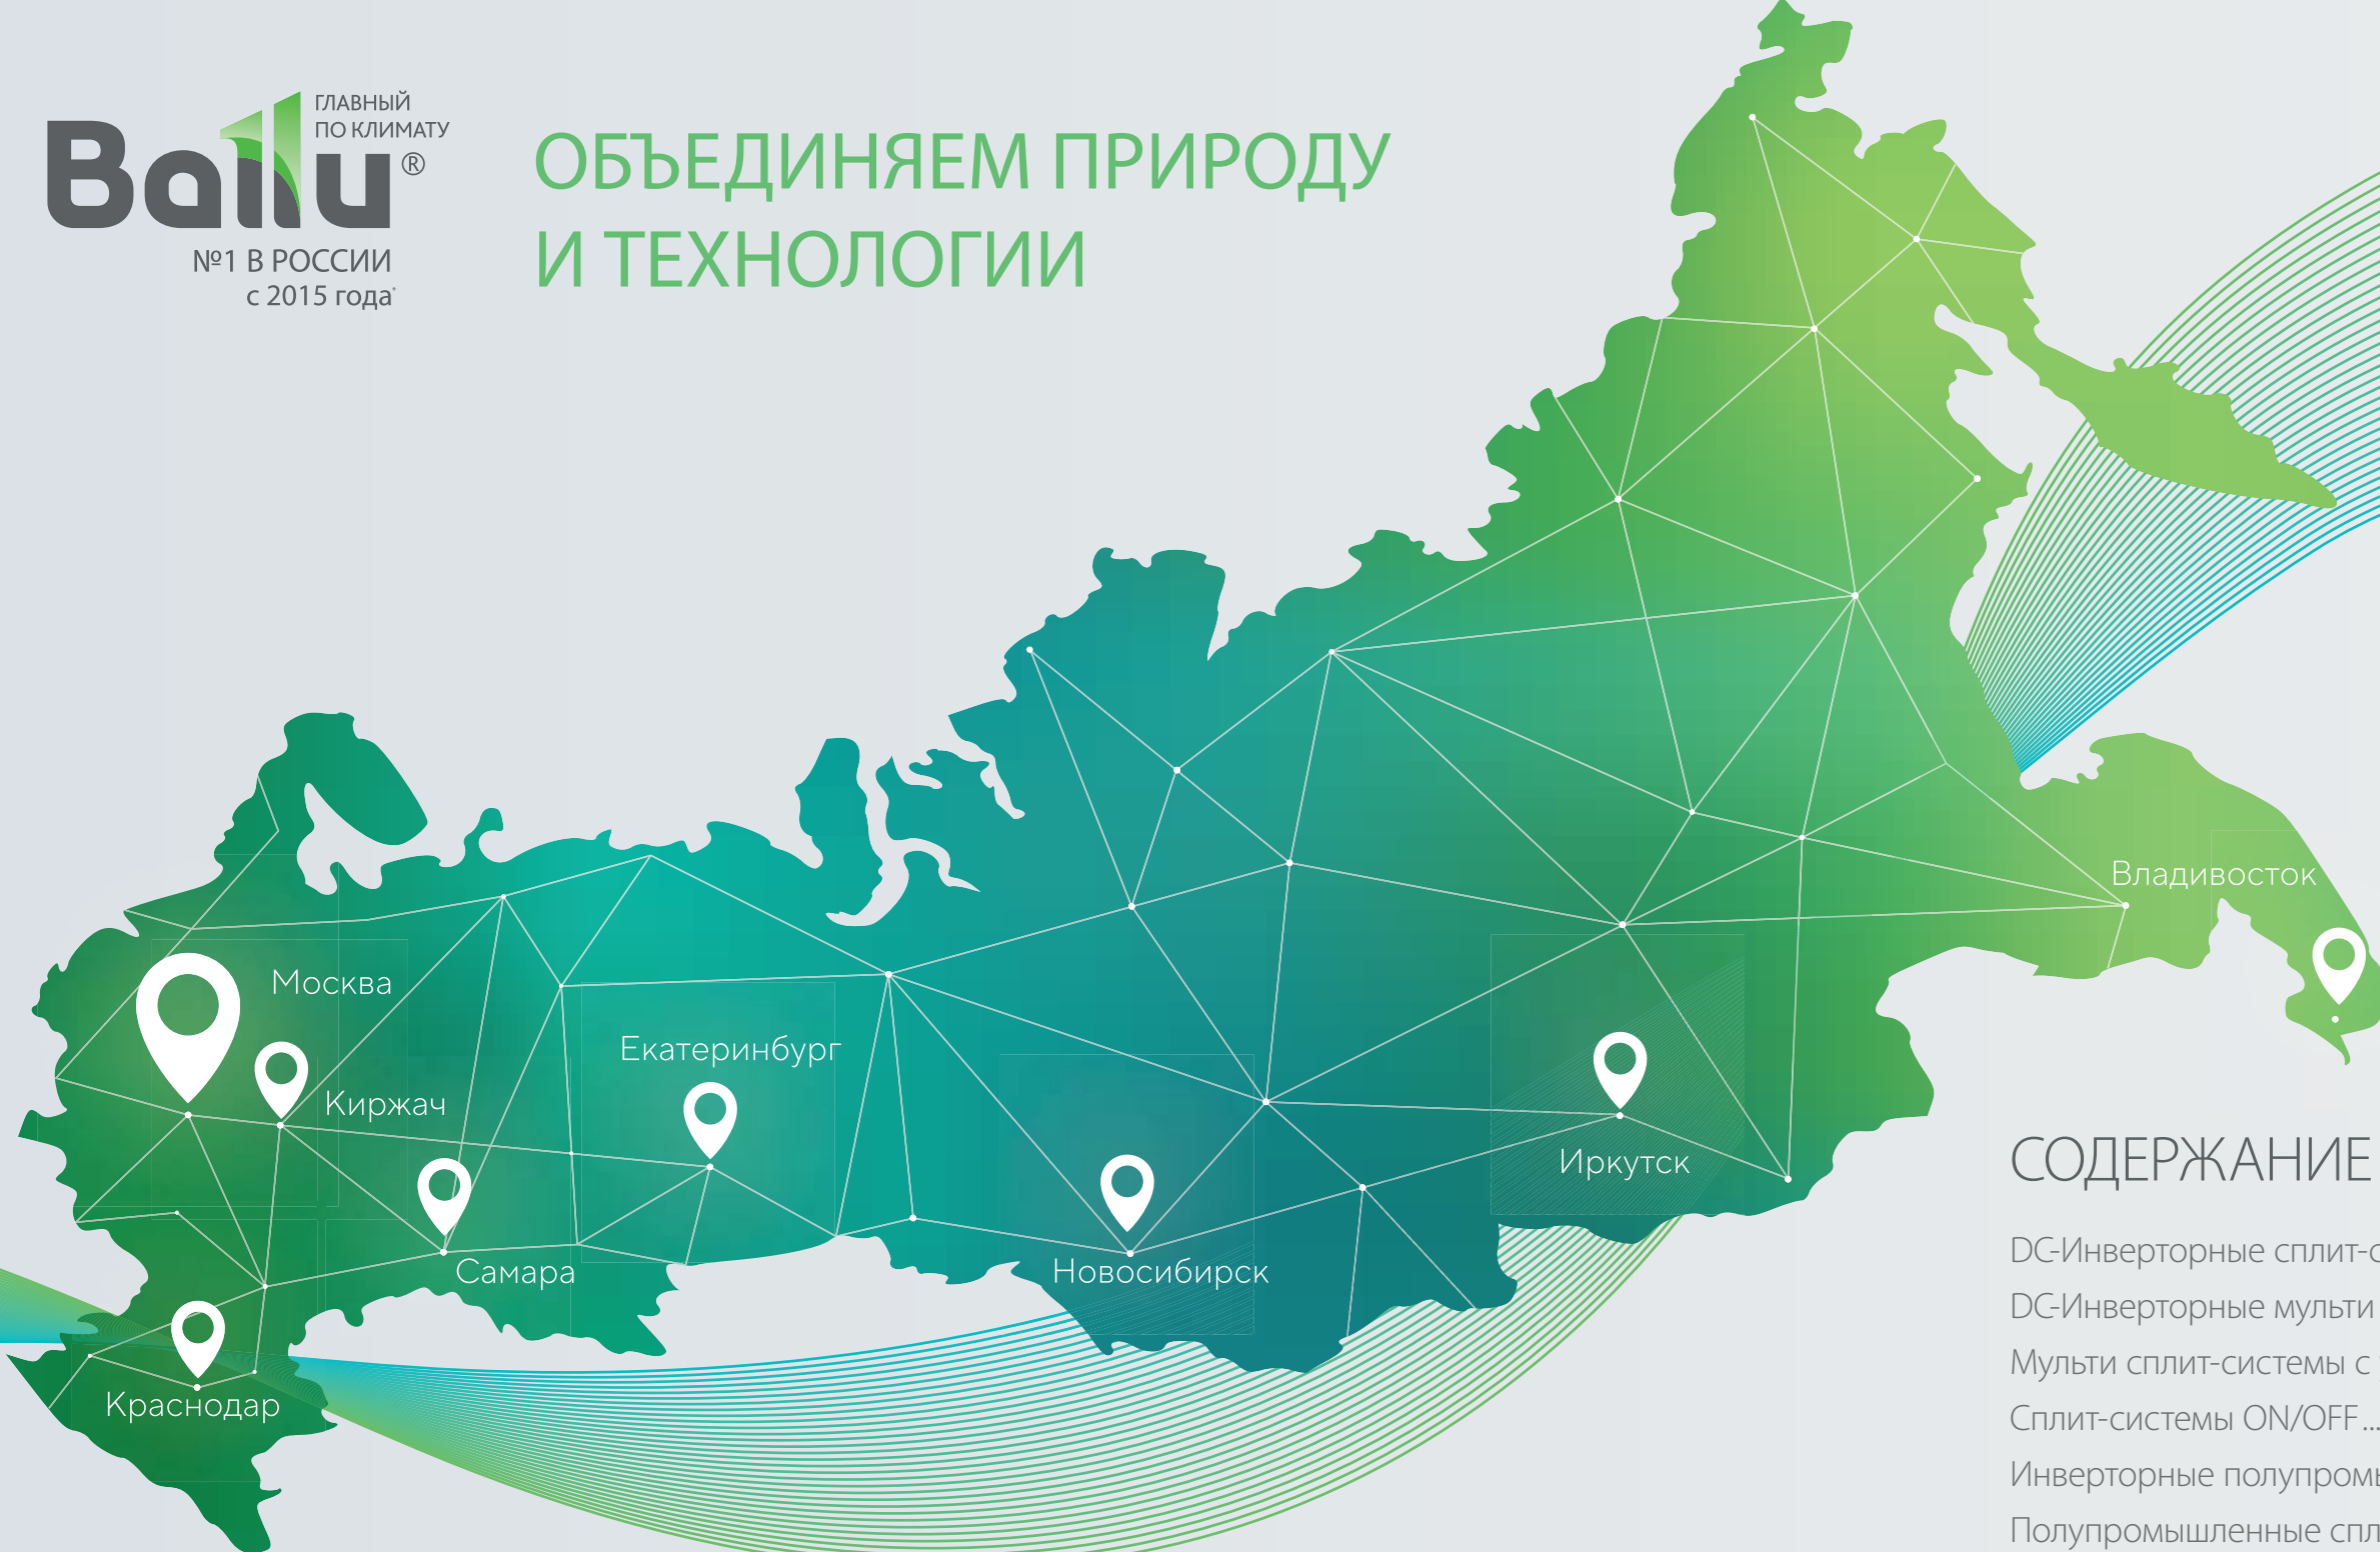 ГЛАВНЫЙ
ПО КЛИМАТУ
Ballu®
№1 В РОССИИ
с 2015 года*
ОБЪЕДИНЯЕМ ПРИРОДУ
И ТЕХНОЛОГИИ
Владивосток
Москва
Екатеринбург
Киржач
Иркутск
Самара
Новосибирск
Краснодар
СОДЕРЖАНИЕ
DC-Инверторные сплит-с
DC-Инверторные мульти
Мульти сплит-системы с
Сплит-системы ON/OFF...
Инверторные полупром
Полупромышленные спл